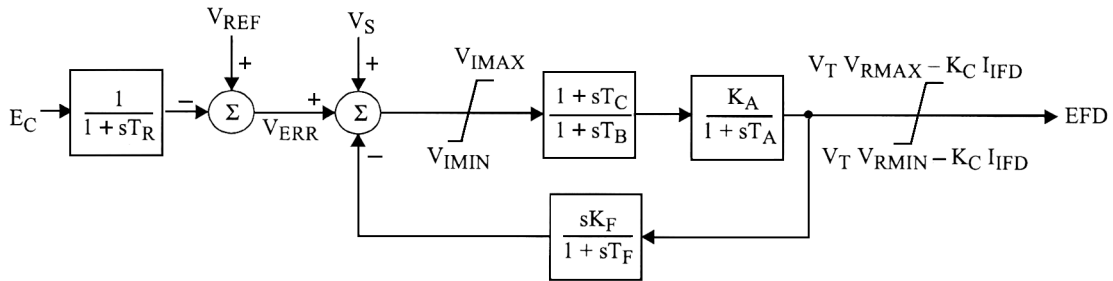 V_REF
V_S
+
+
V_IMAX
V_T V_RMAX – K_C I_IFD
E_C
1
1 + sT_R
–
Σ
+
V_ERR
Σ
–
V_IMIN
1 + sT_C
1 + sT_B
K_A
1 + sT_A
EFD
V_T V_RMIN – K_C I_IFD
sK_F
1 + sT_F